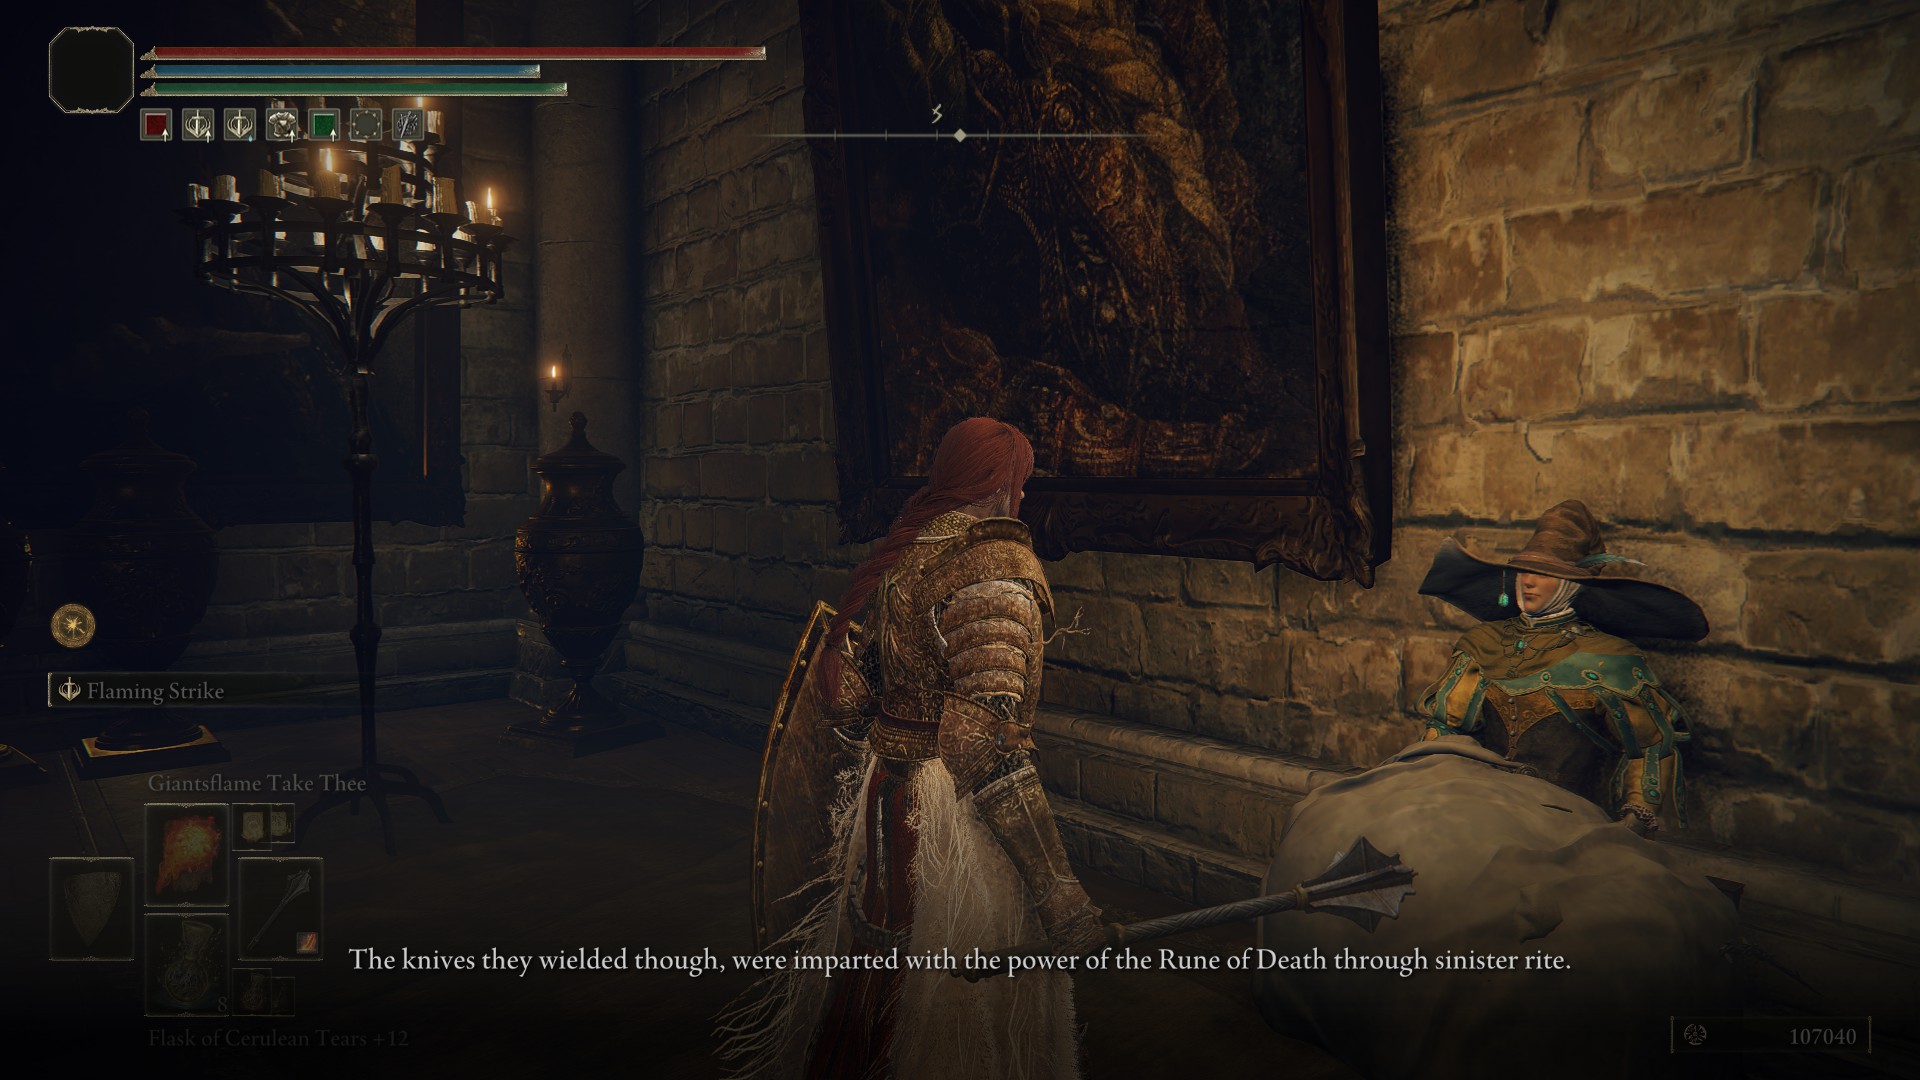 S
Flaming Strike
Giantsflame Take Thee
8
The knives they wielded though, were imparted with the power of the Rune of Death through sinister rite.
Flask of Cerulean Tears +12
107040